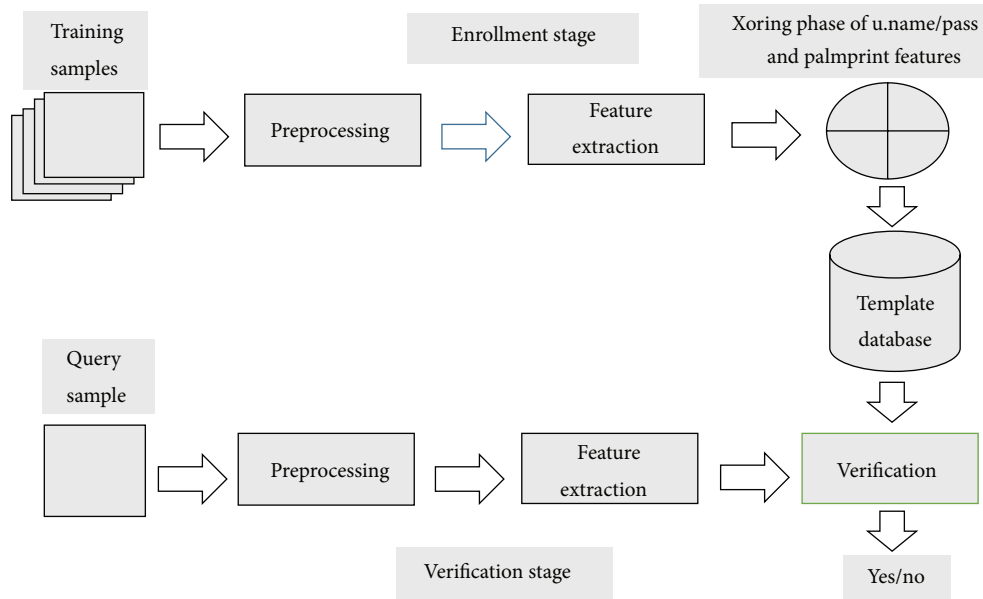 Training
samples
Enrollment stage
Xoring phase of u.name/pass
and palmprint features
Preprocessing
Feature
extraction
Template
database
Query
sample
Preprocessing
Feature
extraction
Verification
Verification stage
Yes/no